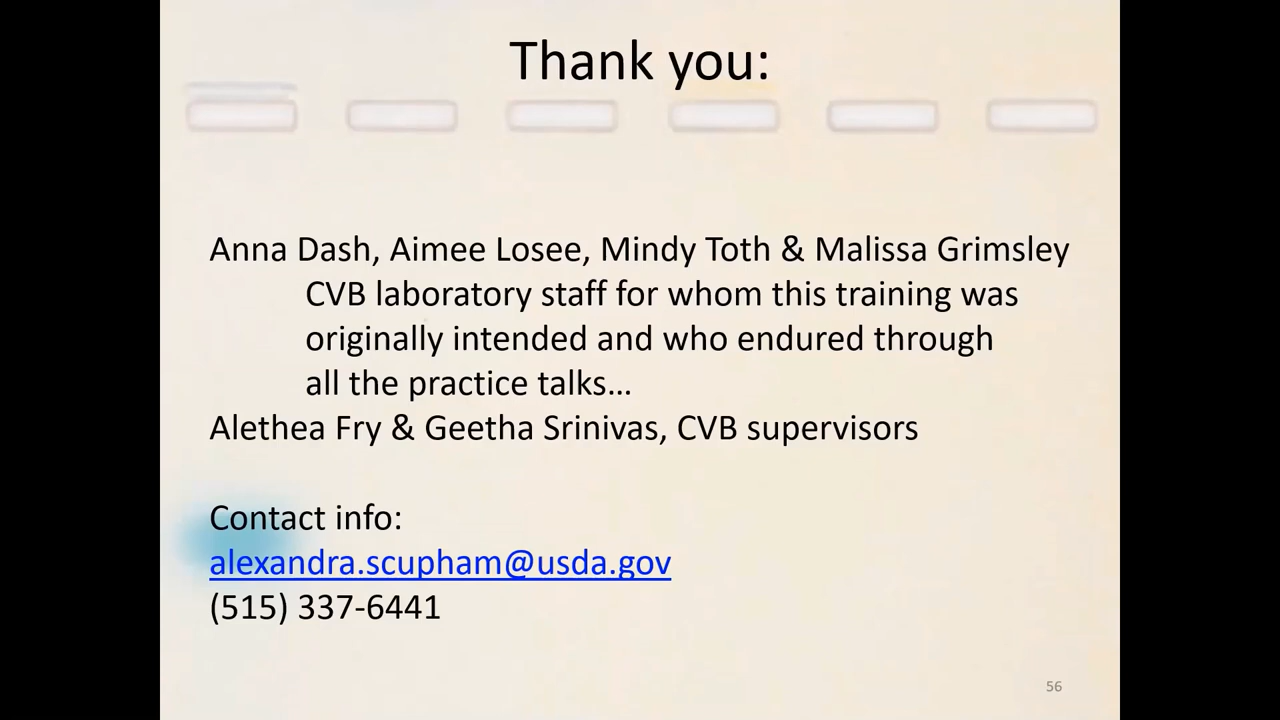 Thank you:
Anna Dash, Aimee Losee, Mindy Toth & Malissa Grimsley
CVB laboratory staff for whom this training was
originally intended and who endured through
all the practice talks…
Alethea Fry & Geetha Srinivas, CVB supervisors
Contact info:
alexandra.scupham@usda.gov
(515) 337-6441
56